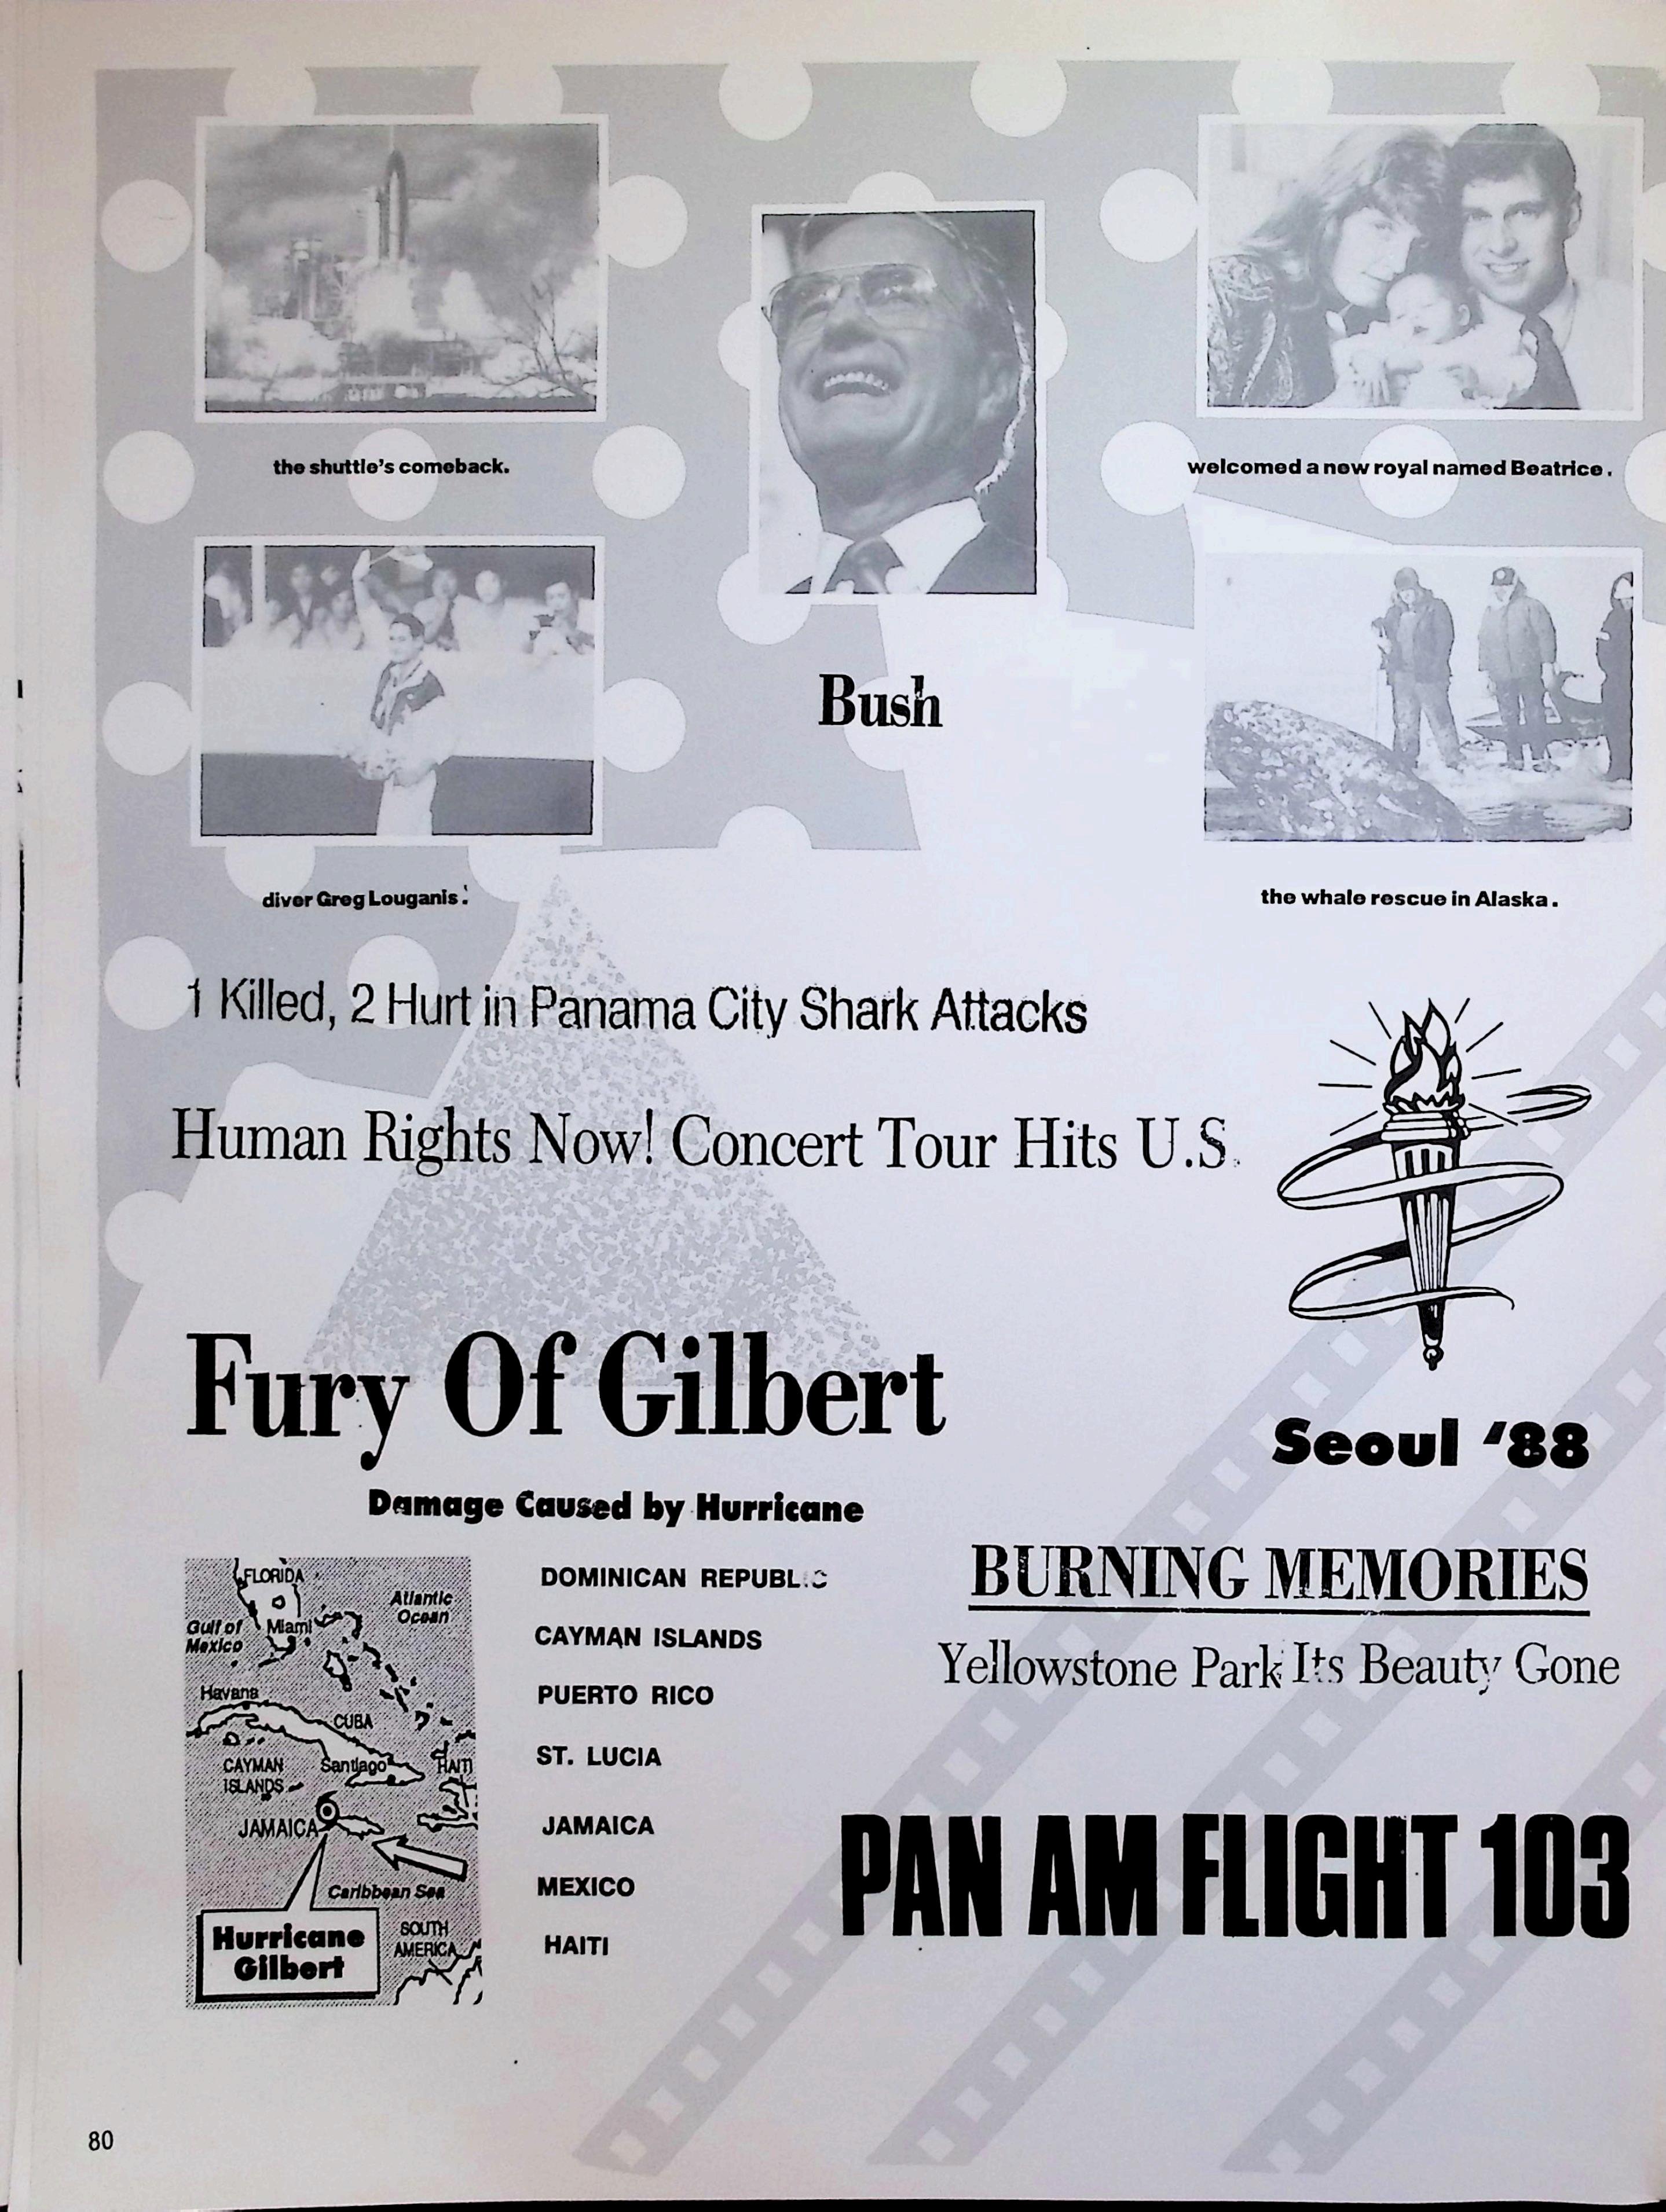 the shuttle's comeback.
welcomed a new royal named Beatrice.
Bush
diver Greg Louganis.
the whale rescue in Alaska.
1 Killed, 2 Hurt in Panama City Shark Attacks
Human Rights Now! Concert Tour Hits U.S.
Fury Of Gilbert
Seoul '88
Damage Caused by Hurricane
FLORIDA
Atlantic
Ocean
Gulf of
Mexico
Miami
Havana
CUBA
CAYMAN
ISLANDS
Santiago
HAITI
JAMAICA
Caribbean Sea
SOUTH
AMERICA
Hurricane
Gilbert
DOMINICAN REPUBLIC
CAYMAN ISLANDS
PUERTO RICO
ST. LUCIA
JAMAICA
MEXICO
HAITI
BURNING MEMORIES
Yellowstone Park Its Beauty Gone
PAN AM FLIGHT 103
80